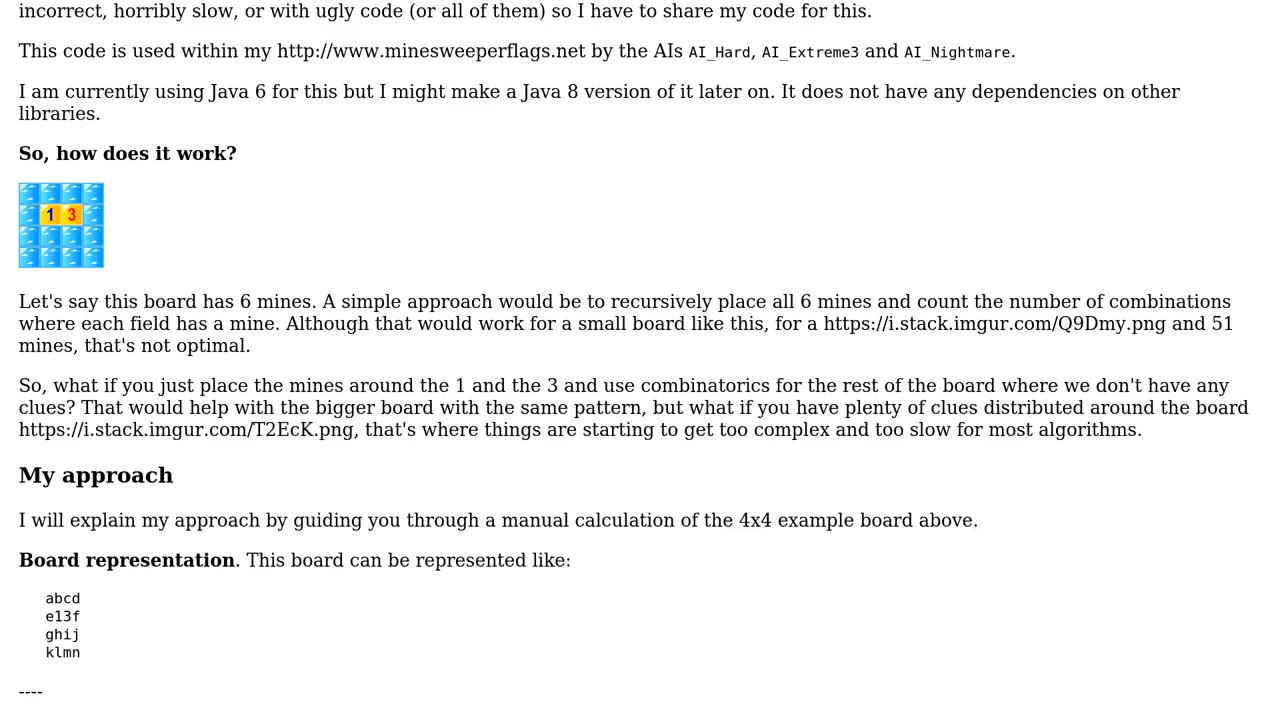 incorrect, horribly slow, or with ugly code (or all of them) so I have to share my code for this.
This code is used within my http://www.minesweeperflags.net by the AIs AI_Hard, AI_Extreme3 and AI_Nightmare.
I am currently using Java 6 for this but I might make a Java 8 version of it later on. It does not have any dependencies on other
libraries.
So, how does it work?
1 3
Let's say this board has 6 mines. A simple approach would be to recursively place all 6 mines and count the number of combinations
where each field has a mine. Although that would work for a small board like this, for a https://i.stack.imgur.com/Q9Dmy.png and 51
mines, that's not optimal.
So, what if you just place the mines around the 1 and the 3 and use combinatorics for the rest of the board where we don't have any
clues? That would help with the bigger board with the same pattern, but what if you have plenty of clues distributed around the board
https://i.stack.imgur.com/T2EcK.png, that's where things are starting to get too complex and too slow for most algorithms.
My approach
I will explain my approach by guiding you through a manual calculation of the 4x4 example board above.
Board representation. This board can be represented like:
abcd
e13f
ghij
klmn
----